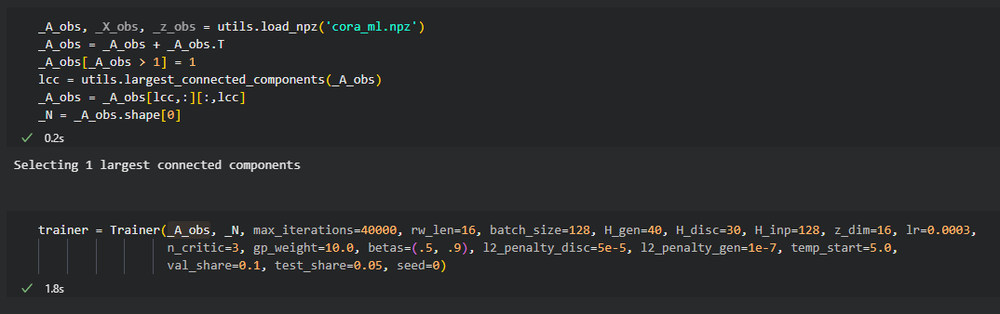 _A_obs, _X_obs, _z_obs = utils.load_npz('cora_ml.npz')
_A_obs = _A_obs + _A_obs.T
_A_obs[_A_obs > 1] = 1
lcc = utils.largest_connected_components(_A_obs)
_A_obs = _A_obs[lcc,:][:,lcc]
_N = _A_obs.shape[0]
0.2s
Selecting 1 largest connected components
trainer = Trainer(_A_obs, _N, max_iterations=40000, rw_len=16, batch_size=128, H_gen=40, H_disc=30, H_inp=128, z_dim=16, lr=0.0003,
n_critic=3, gp_weight=10.0, betas=(.5, .9), l2_penalty_disc=5e-5, l2_penalty_gen=1e-7, temp_start=5.0,
val_share=0.1, test_share=0.05, seed=0)
1.8s